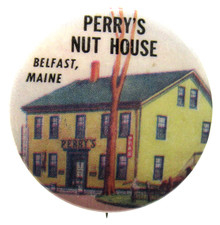 PERRY'S
NUT HOUSE
BELFAST,
MAINE
PERRY'S